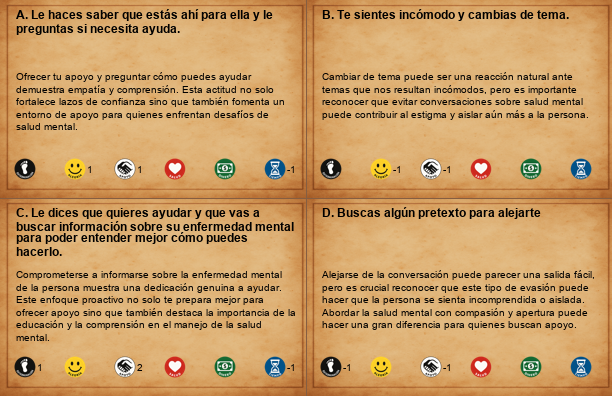 A. Le haces saber que estás ahí para ella y le
preguntas si necesita ayuda.
Ofrecer tu apoyo y preguntar cómo puedes ayudar
demuestra empatía y comprensión. Esta actitud no solo
fortalece lazos de confianza sino que también fomenta un
entorno de apoyo para quienes enfrentan desafíos de
salud mental.
1 1 -1
B. Te sientes incómodo y cambias de tema.
Cambiar de tema puede ser una reacción natural ante
temas que nos resultan incómodos, pero es importante
reconocer que evitar conversaciones sobre salud mental
puede contribuir al estigma y aislar aún más a la persona.
-1 -1
C. Le dices que quieres ayudar y que vas a
buscar información sobre su enfermedad mental
para poder entender mejor cómo puedes
hacerlo.
Comprometerse a informarse sobre la enfermedad mental
de la persona muestra una dedicación genuina a ayudar.
Este enfoque proactivo no solo te prepara mejor para
ofrecer apoyo sino que también destaca la importancia de la
educación y la comprensión en el manejo de la salud
mental.
1 2 -1
D. Buscas algún pretexto para alejarte
Alejarse de la conversación puede parecer una salida fácil,
pero es crucial reconocer que este tipo de evasión puede
hacer que la persona se sienta incomprendida o aislada.
Abordar la salud mental con compasión y apertura puede
hacer una gran diferencia para quienes buscan apoyo.
-1 -1